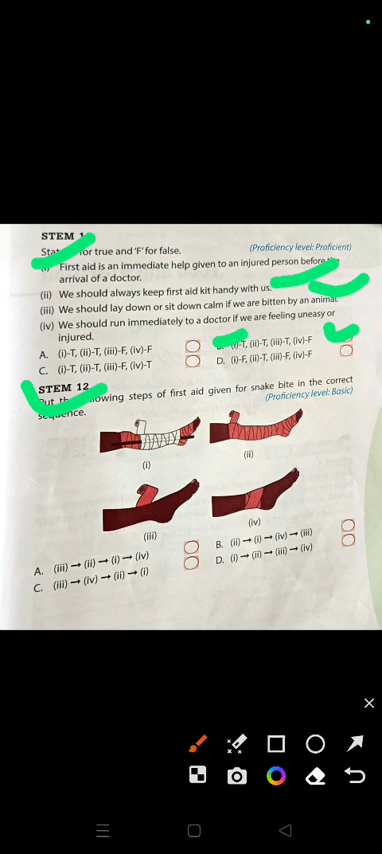 STEM 1
for true and 'F' for false.
(Proficiency level: Proficient)
(i) First aid is an immediate help given to an injured person before
arrival of a doctor.
(ii) We should always keep first aid kit handy with us.
(iii) We should lay down or sit down calm if we are bitten by an animal.
(iv) We should run immediately to a doctor if we are feeling uneasy or
injured.
A. (i)-T, (ii)-T, (iii)-F, (iv)-F
(i)-T, (ii)-T, (iii)-T, (iv)-F
C. (i)-T, (ii)-T, (iii)-F, (iv)-T
D. (i)-F, (ii)-T, (iii)-F, (iv)-F
STEM 12
Put steps of first aid given for snake bite in the correct
sequence.
(Proficiency level: Basic)
(i)
(ii)
(iii)
(iv)
A. (iii) → (ii) → (i) → (iv)
B. (ii) → (i) → (iv) → (iii)
C. (iii) → (iv) → (ii) → (i)
D. (i) → (ii) → (iii) → (iv)